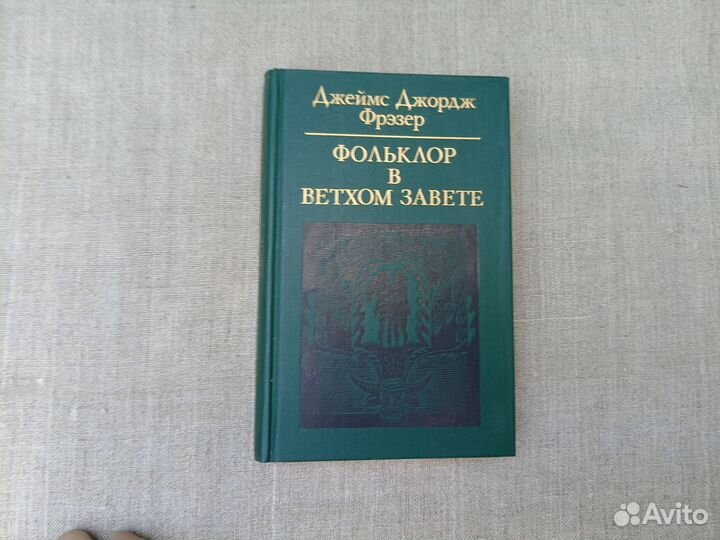 Джеймс Джордж
Фрэзер
ФОЛЬКЛОР
В
ВЕТХОМ ЗАВЕТЕ
Avito